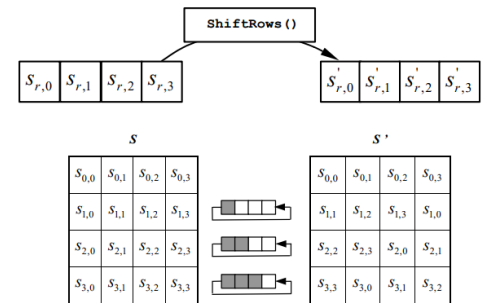 ShiftRows()
S_{r,0} S_{r,1} S_{r,2} S_{r,3} S'_{r,0} S'_{r,1} S'_{r,2} S'_{r,3}
S S'
S_{0,0} S_{0,1} S_{0,2} S_{0,3} S_{0,0} S_{0,1} S_{0,2} S_{0,3}
S_{1,0} S_{1,1} S_{1,2} S_{1,3} S_{1,1} S_{1,2} S_{1,3} S_{1,0}
S_{2,0} S_{2,1} S_{2,2} S_{2,3} S_{2,2} S_{2,3} S_{2,0} S_{2,1}
S_{3,0} S_{3,1} S_{3,2} S_{3,3} S_{3,3} S_{3,0} S_{3,1} S_{3,2}